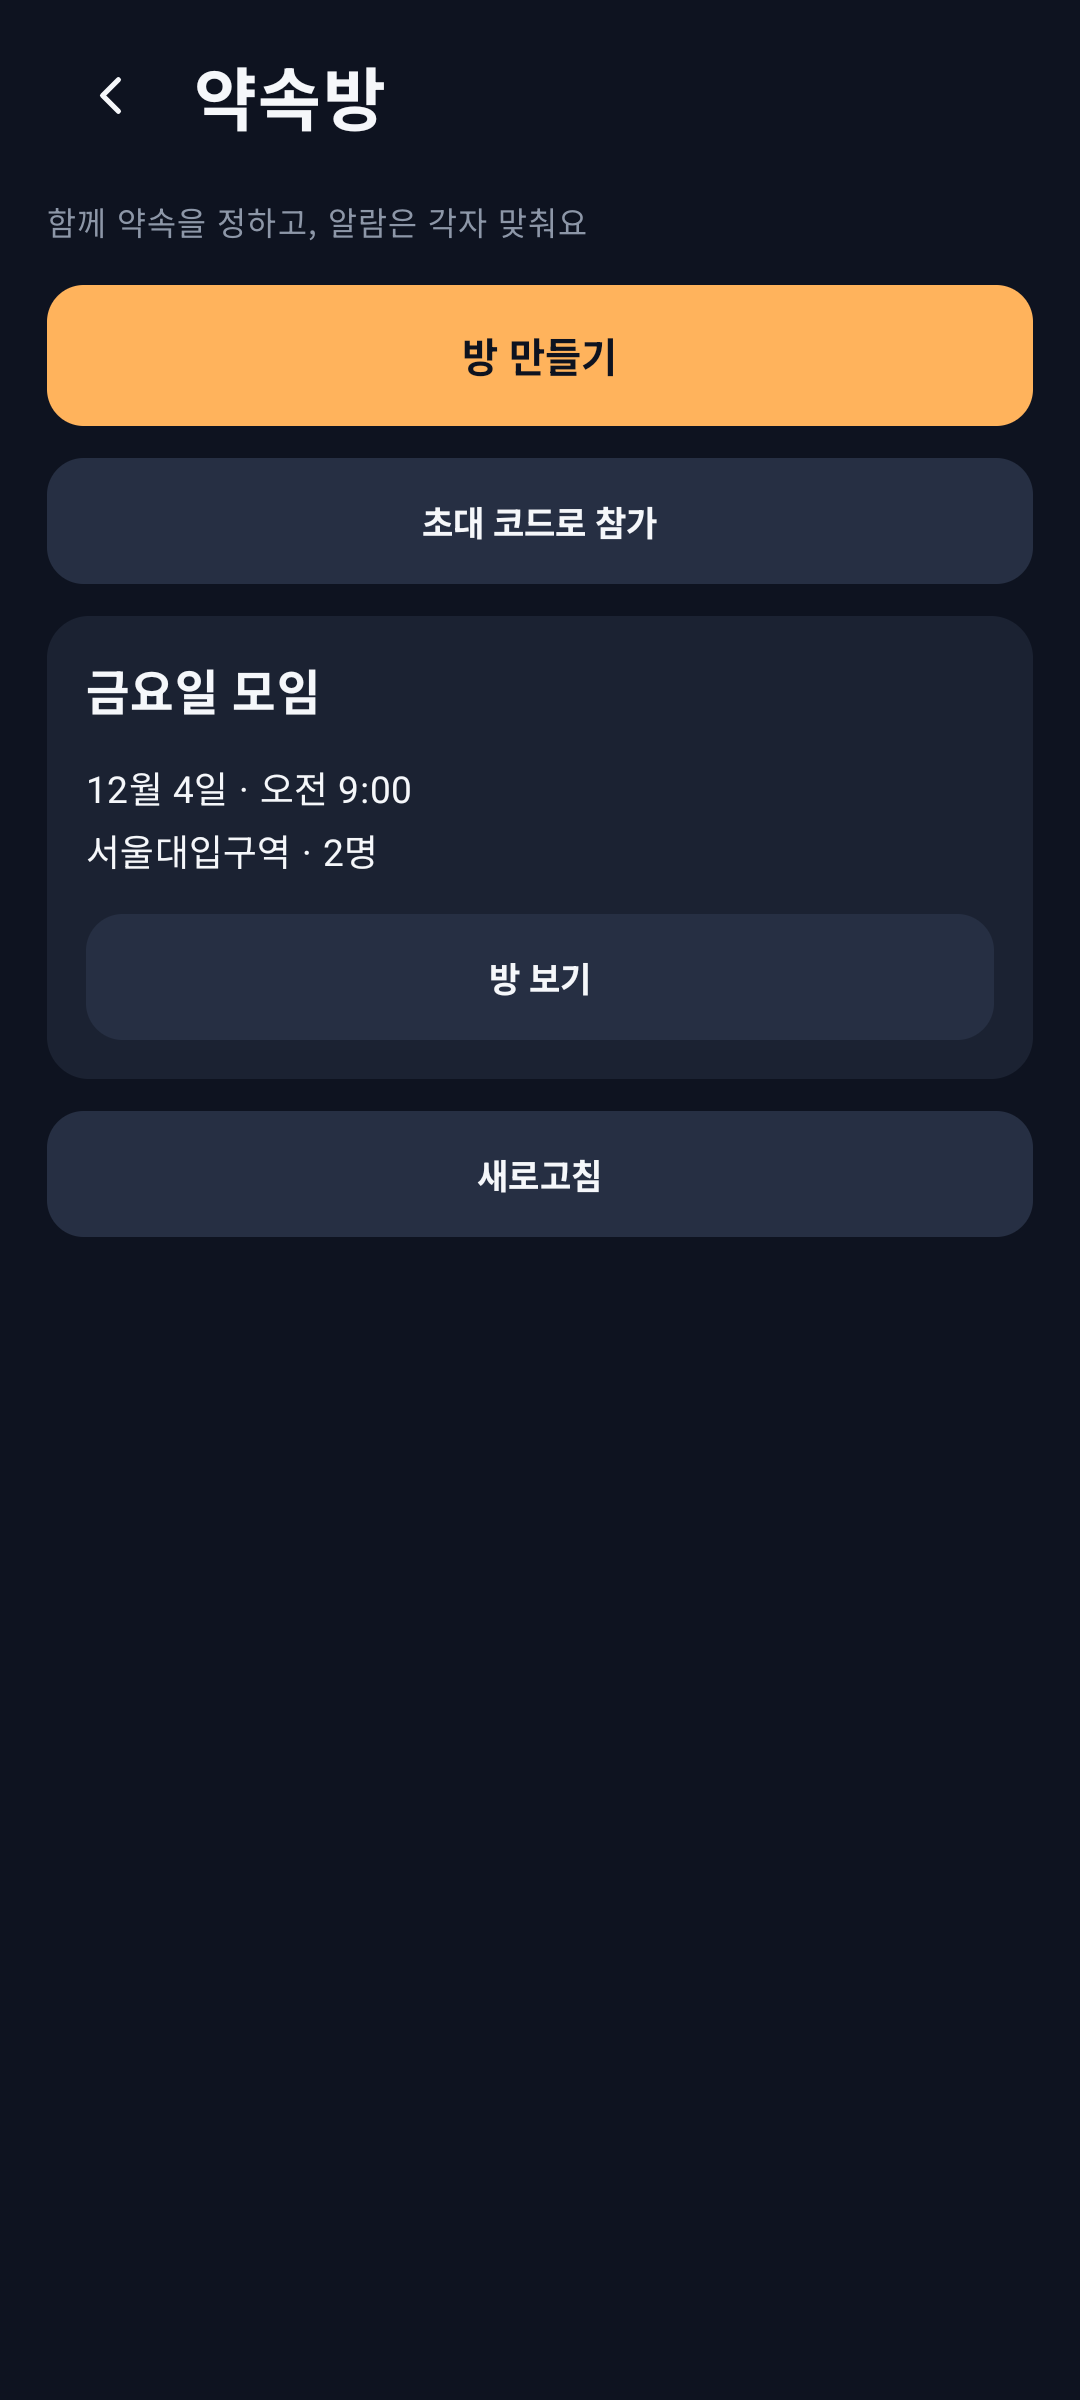 약속방
함께 약속을 정하고, 알람은 각자 맞춰요
방 만들기
초대 코드로 참가
금요일 모임
12월 4일 · 오전 9:00
서울대입구역 · 2명
방 보기
새로고침